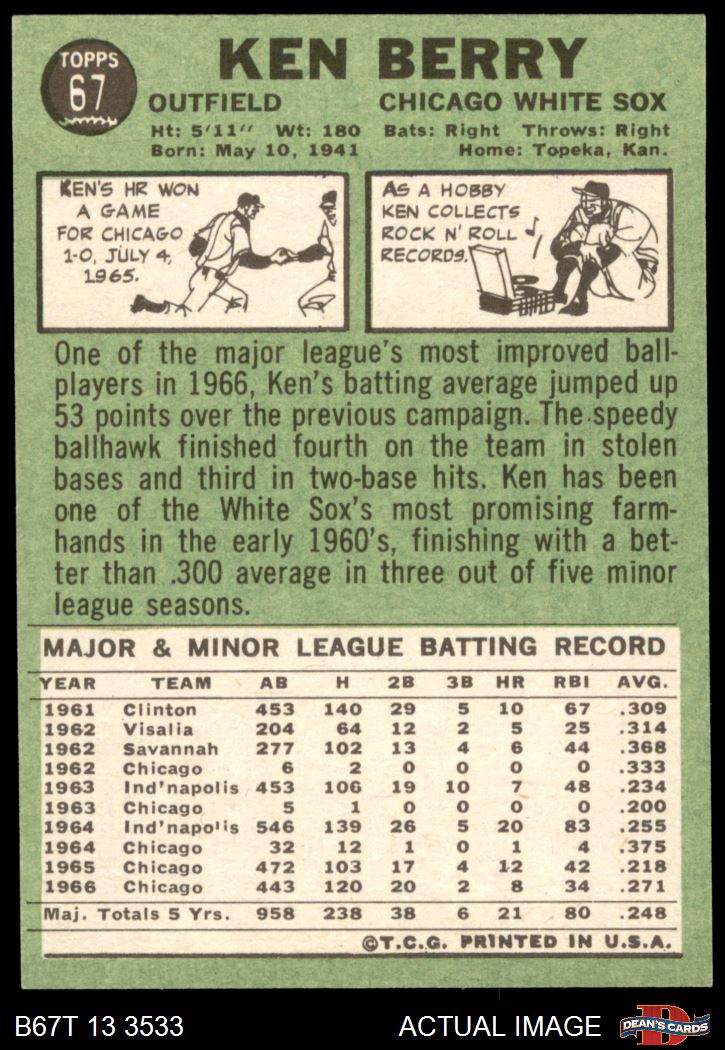 TOPPS
67
KEN BERRY
OUTFIELD CHICAGO WHITE SOX
Ht: 5'11" Wt: 180 Bats: Right Throws: Right
Born: May 10, 1941 Home: Topeka, Kan.
KEN'S HR WON
A GAME
FOR CHICAGO
1-0, JULY 4,
1965.
AS A HOBBY
KEN COLLECTS
ROCK N' ROLL
RECORDS.
One of the major league's most improved ball-
players in 1966, Ken's batting average jumped up
53 points over the previous campaign. The speedy
ballhawk finished fourth on the team in stolen
bases and third in two-base hits. Ken has been
one of the White Sox's most promising farm-
hands in the early 1960's, finishing with a bet-
ter than .300 average in three out of five minor
league seasons.
MAJOR & MINOR LEAGUE BATTING RECORD
YEAR TEAM AB H 2B 3B HR RBI AVG.
1961 Clinton 453 140 29 5 10 67 .309
1962 Visalia 204 64 12 2 5 25 .314
1962 Savannah 277 102 13 4 6 44 .368
1962 Chicago 6 2 0 0 0 0 .333
1963 Ind'napolis 453 106 19 10 7 48 .234
1963 Chicago 5 1 0 0 0 0 .200
1964 Ind'napolis 546 139 26 5 20 83 .255
1964 Chicago 32 12 1 0 1 4 .375
1965 Chicago 472 103 17 4 12 42 .218
1966 Chicago 443 120 20 2 8 34 .271
Maj. Totals 5 Yrs. 958 238 38 6 21 80 .248
©T.C.G. PRINTED IN U.S.A.
B67T 13 3533 ACTUAL IMAGE D DEAN'S CARDS